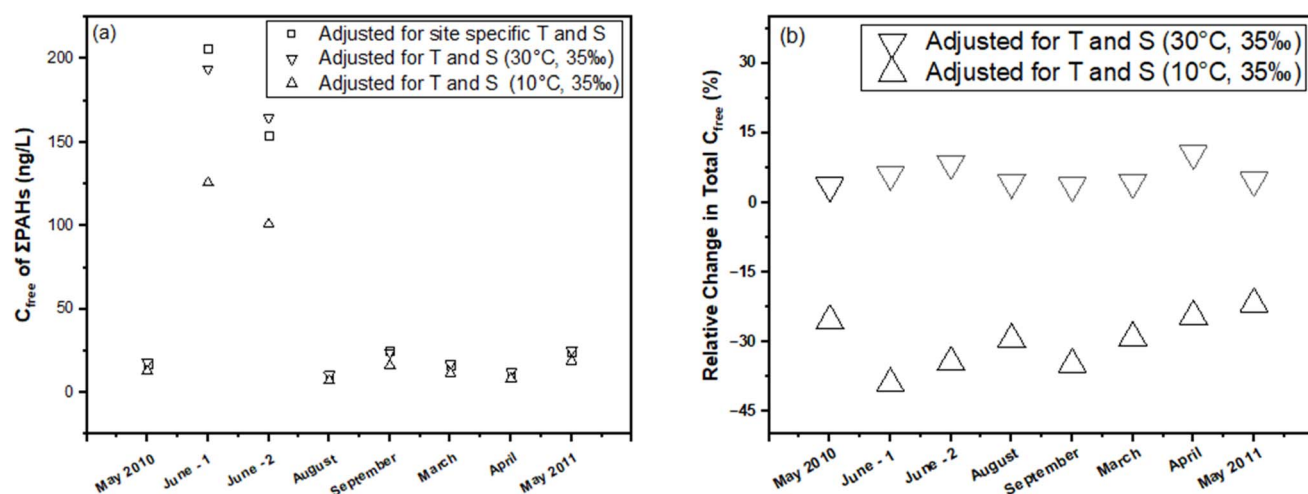 (a)
Adjusted for site specific T and S
Adjusted for T and S (30°C, 35‰)
Adjusted for T and S (10°C, 35‰)
C_free of ΣPAHs (ng/L)
200
150
100
50
0
May 2010
June - 1
June -2
August
September
March
April
May 2011
(b)
Adjusted for T and S (30°C, 35‰)
Adjusted for T and S (10°C, 35‰)
Relative Change in Total C_free (%)
30
15
0
−15
−30
−45
May 2010
June - 1
June -2
August
September
March
April
May 2011